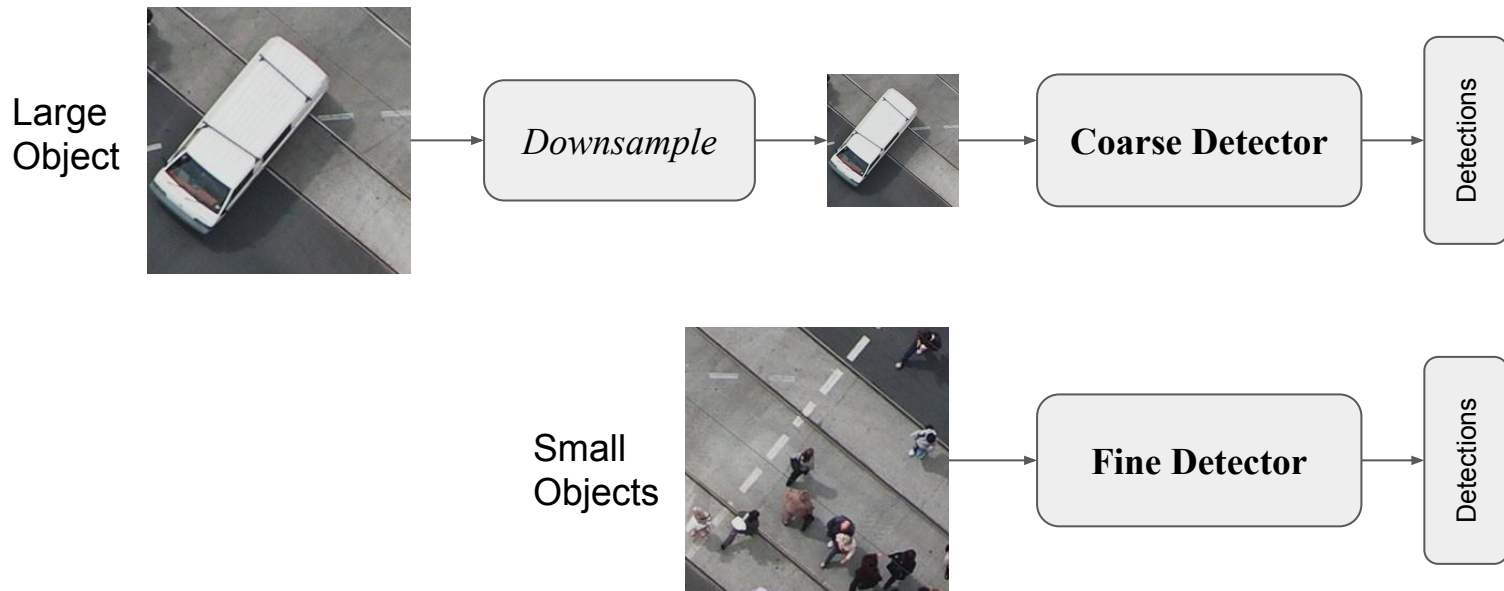 Large
Object
Downsample
Coarse Detector
Detections
Small
Objects
Fine Detector
Detections